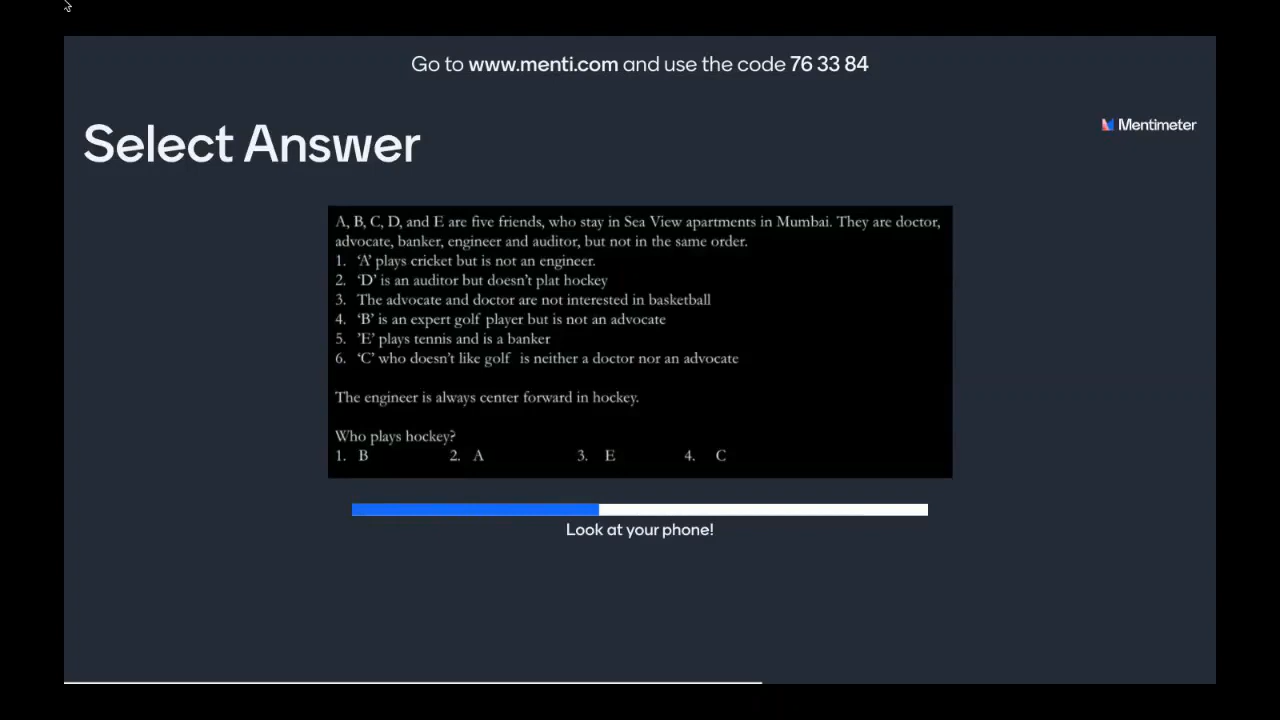 Go to www.menti.com and use the code 76 33 84
Mentimeter
Select Answer
A, B, C, D, and E are five friends, who stay in Sea View apartments in Mumbai. They are doctor,
advocate, banker, engineer and auditor, but not in the same order.
1. ‘A’ plays cricket but is not an engineer.
2. ‘D’ is an auditor but doesn’t plat hockey
3. The advocate and doctor are not interested in basketball
4. ‘B’ is an expert golf player but is not an advocate
5. ’E’ plays tennis and is a banker
6. ‘C’ who doesn’t like golf is neither a doctor nor an advocate
The engineer is always center forward in hockey.
Who plays hockey?
1. B 2. A 3. E 4. C
Look at your phone!